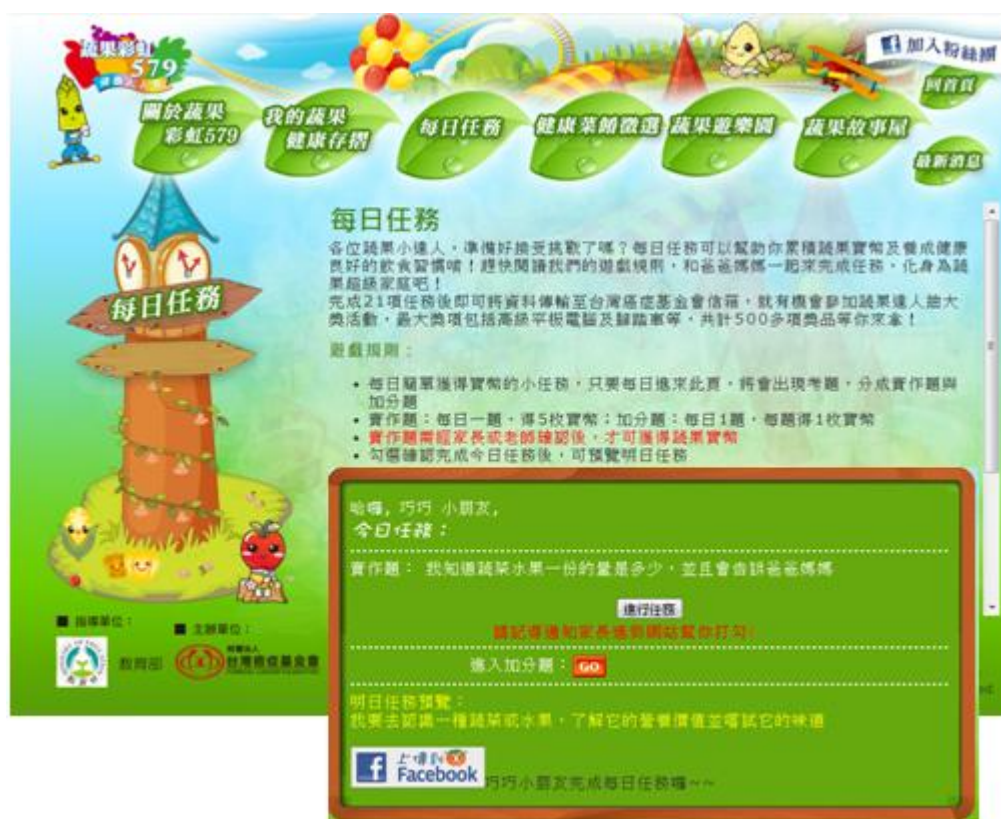 蔬果彩虹
579
加入粉絲團
回首頁
關於蔬果
彩虹579
我的蔬果
健康存摺
每日任務
健康菜餚徵選
蔬果遊樂園
蔬果故事屋
最新消息
每日任務
每日任務
各位蔬果小達人，準備好接受挑戰了嗎？每日任務可以幫助你累積蔬果寶幣及養成健康
良好的飲食習慣唷！趕快閱讀我們的遊戲規則，和爸爸媽媽一起來完成任務，化身為蔬
果超級家庭吧！
完成21項任務後即可將資料傳輸至台灣癌症基金會信箱，就有機會參加蔬果達人抽大
獎活動，最大獎項包括高級平板電腦及腳踏車等，共計500多項獎品等你來拿！
遊戲規則：
每日簡單獲得寶幣的小任務，只要每日進來此頁，將會出現考題，分成實作題與
加分題
實作題：每日一題，得5枚寶幣；加分題：每日1題，每題得1枚寶幣
實作題需經家長或老師確認後，才可獲得蔬果寶幣
勾選確認完成今日任務後，可預覽明日任務
哈囉, 巧巧 小朋友,
今日任務：
實作題： 我知道蔬菜水果一份的量是多少，並且會告訴爸爸媽媽
進行任務
請記得通知家長進到網站幫你打勾!
進入加分題： GO
明日任務預覽：
我要去認識一種蔬菜或水果，了解它的營養價值並嚐試它的味道
上傳到
Facebook
巧巧小朋友完成每日任務囉~~
■ 指導單位：
■ 主辦單位：
教育部
財團法人
台灣癌症基金會